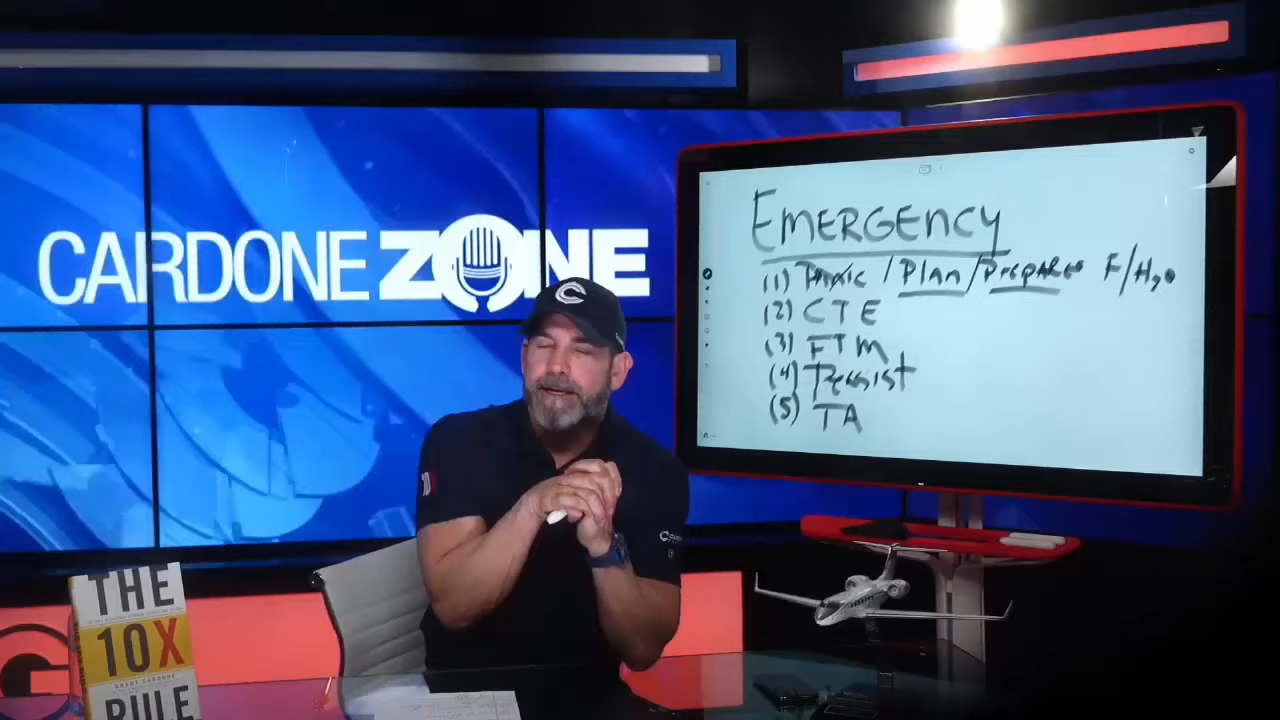 CARDONE ZONE
EMERGENCY
(1) Panic / Plan / Prepare F/H2O
(2) CTE
(3) FTM
(4) Persist
(5) TA
THE
10X
GRANT CARDONE
RULE